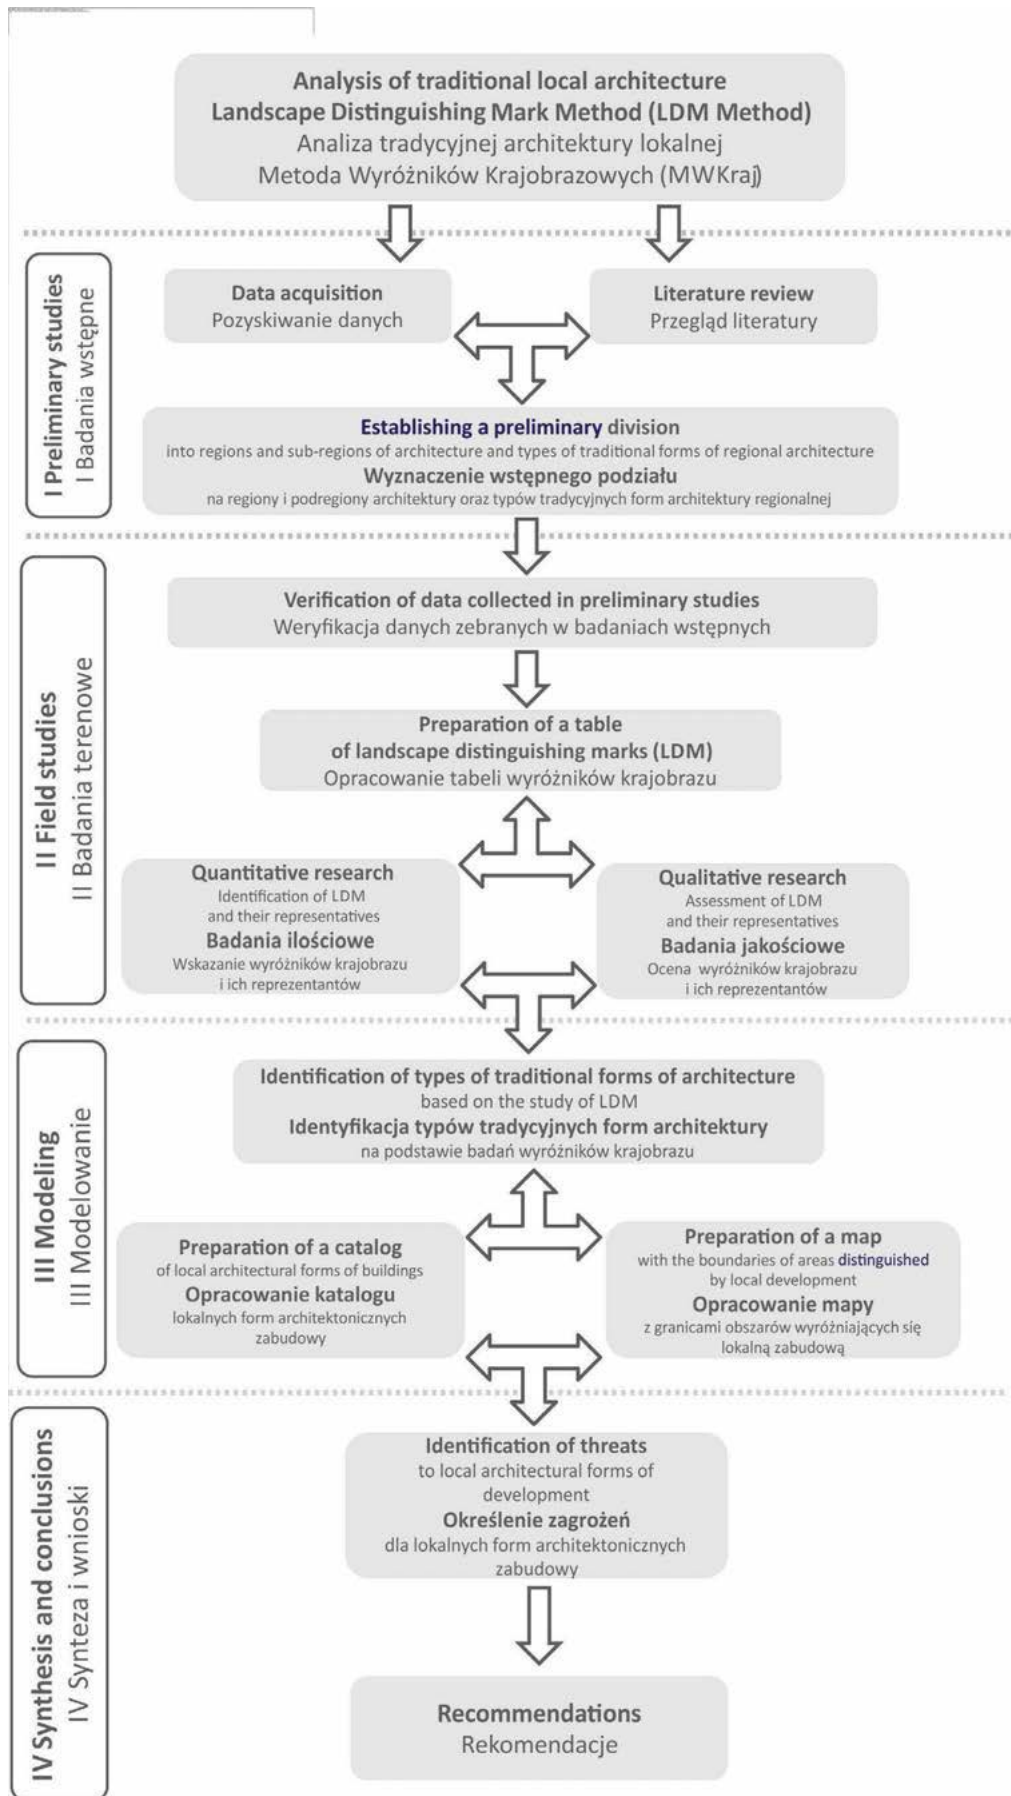 Analysis of traditional local architecture
Landscape Distinguishing Mark Method (LDM Method)
Analiza tradycyjnej architektury lokalnej
Metoda Wyróżników Krajobrazowych (MWKraj)
I Preliminary studies
I Badania wstępne
Data acquisition
Pozyskiwanie danych
Literature review
Przegląd literatury
Establishing a preliminary division
into regions and sub-regions of architecture and types of traditional forms of regional architecture
Wyznaczenie wstępnego podziału
na regiony i podregiony architektury oraz typów tradycyjnych form architektury regionalnej
II Field studies
II Badania terenowe
Verification of data collected in preliminary studies
Weryfikacja danych zebranych w badaniach wstępnych
Preparation of a table
of landscape distinguishing marks (LDM)
Opracowanie tabeli wyróżników krajobrazu
Quantitative research
Identification of LDM
and their representatives
Badania ilościowe
Wskazanie wyróżników krajobrazu
i ich reprezentantów
Qualitative research
Assessment of LDM
and their representatives
Badania jakościowe
Ocena wyróżników krajobrazu
i ich reprezentantów
III Modeling
III Modelowanie
Identification of types of traditional forms of architecture
based on the study of LDM
Identyfikacja typów tradycyjnych form architektury
na podstawie badań wyróżników krajobrazu
Preparation of a catalog
of local architectural forms of buildings
Opracowanie katalogu
lokalnych form architektonicznych
zabudowy
Preparation of a map
with the boundaries of areas distinguished
by local development
Opracowanie mapy
z granicami obszarów wyróżniających się
lokalną zabudową
IV Synthesis and conclusions
IV Synteza i wnioski
Identification of threats
to local architectural forms of
development
Określenie zagrożeń
dla lokalnych form architektonicznych
zabudowy
Recommendations
Rekomendacje